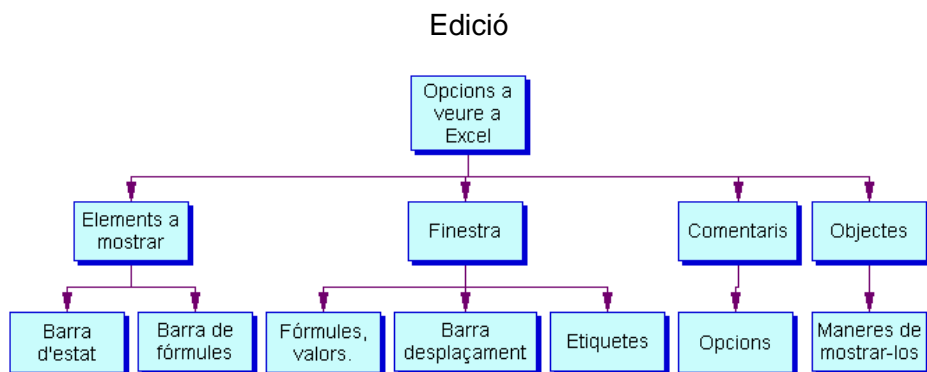 Edició
Opcions a
veure a
Excel
Elements a
mostrar
Finestra
Comentaris
Objectes
Barra
d'estat
Barra de
fórmules
Fórmules,
valors.
Barra
desplaçament
Etiquetes
Opcions
Maneres de
mostrar-los